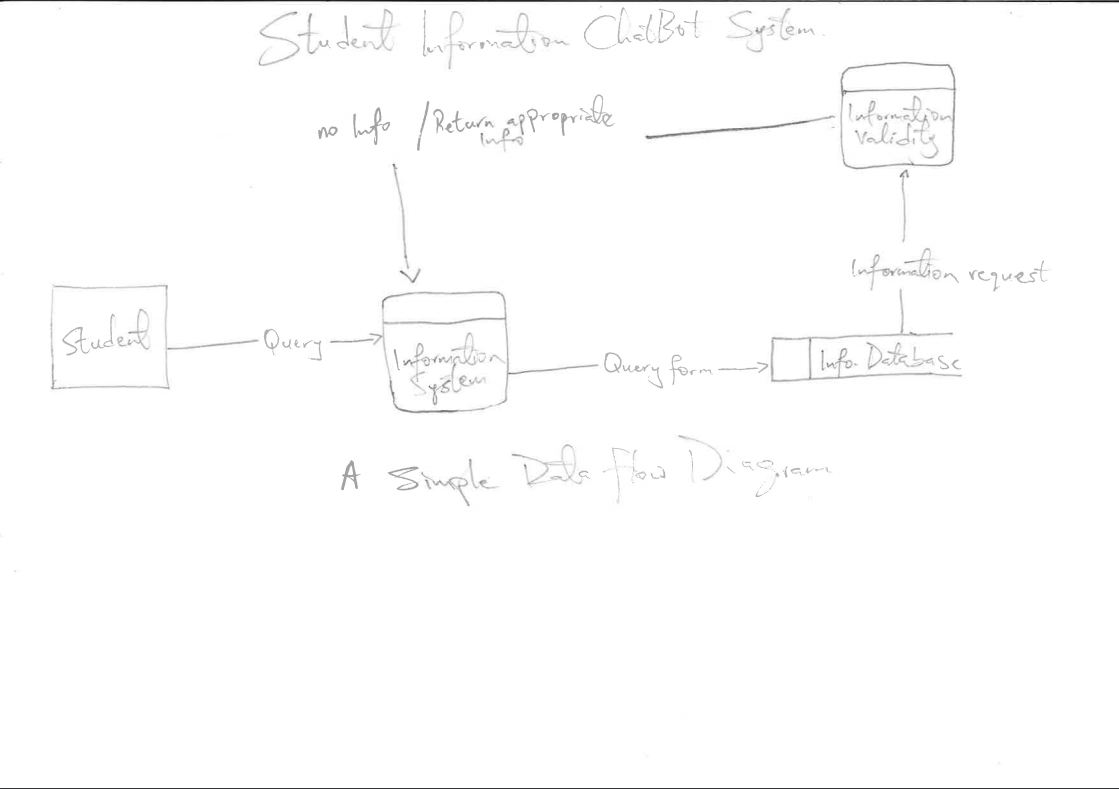 Student Information ChatBot System.
no Info / Return appropriate
Info
Information
Validity
Information request
Student
Query
Information
System
Query form
Info. Database
A Simple Data flow Diagram